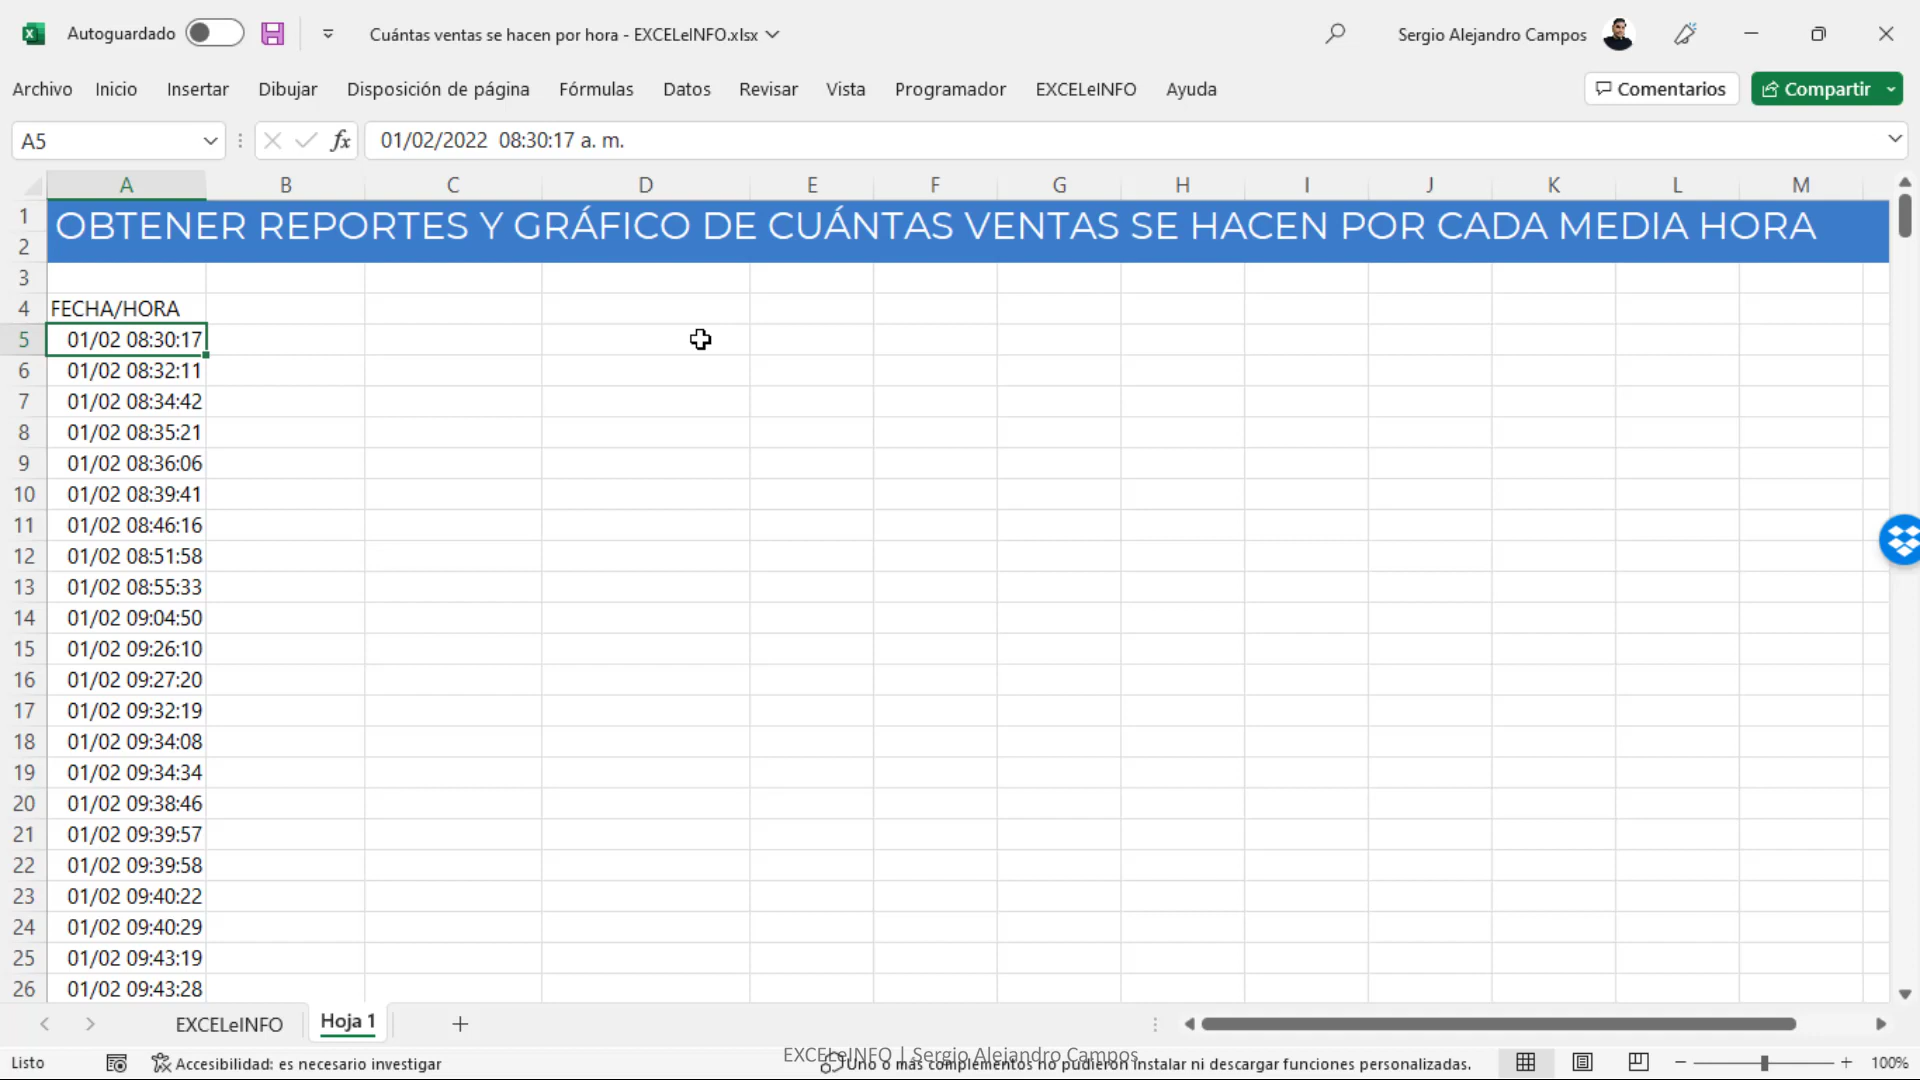 Autoguardado
Cuántas ventas se hacen por hora - EXCELeINFO.xlsx
Sergio Alejandro Campos
Archivo Inicio Insertar Dibujar Disposición de página Fórmulas Datos Revisar Vista Programador EXCELeINFO Ayuda
Comentarios Compartir
A5 fx 01/02/2022 08:30:17 a. m.
A B C D E F G H I J K L M
1 OBTENER REPORTES Y GRÁFICO DE CUÁNTAS VENTAS SE HACEN POR CADA MEDIA HORA
2
3
4 FECHA/HORA
5 01/02 08:30:17
6 01/02 08:32:11
7 01/02 08:34:42
8 01/02 08:35:21
9 01/02 08:36:06
10 01/02 08:39:41
11 01/02 08:46:16
12 01/02 08:51:58
13 01/02 08:55:33
14 01/02 09:04:50
15 01/02 09:26:10
16 01/02 09:27:20
17 01/02 09:32:19
18 01/02 09:34:08
19 01/02 09:34:34
20 01/02 09:38:46
21 01/02 09:39:57
22 01/02 09:39:58
23 01/02 09:40:22
24 01/02 09:40:29
25 01/02 09:43:19
26 01/02 09:43:28
EXCELeINFO Hoja 1
EXCELeINFO | Sergio Alejandro Campos
Listo Accesibilidad: es necesario investigar Uno o más complementos no pudieron instalar ni descargar funciones personalizadas. 100%